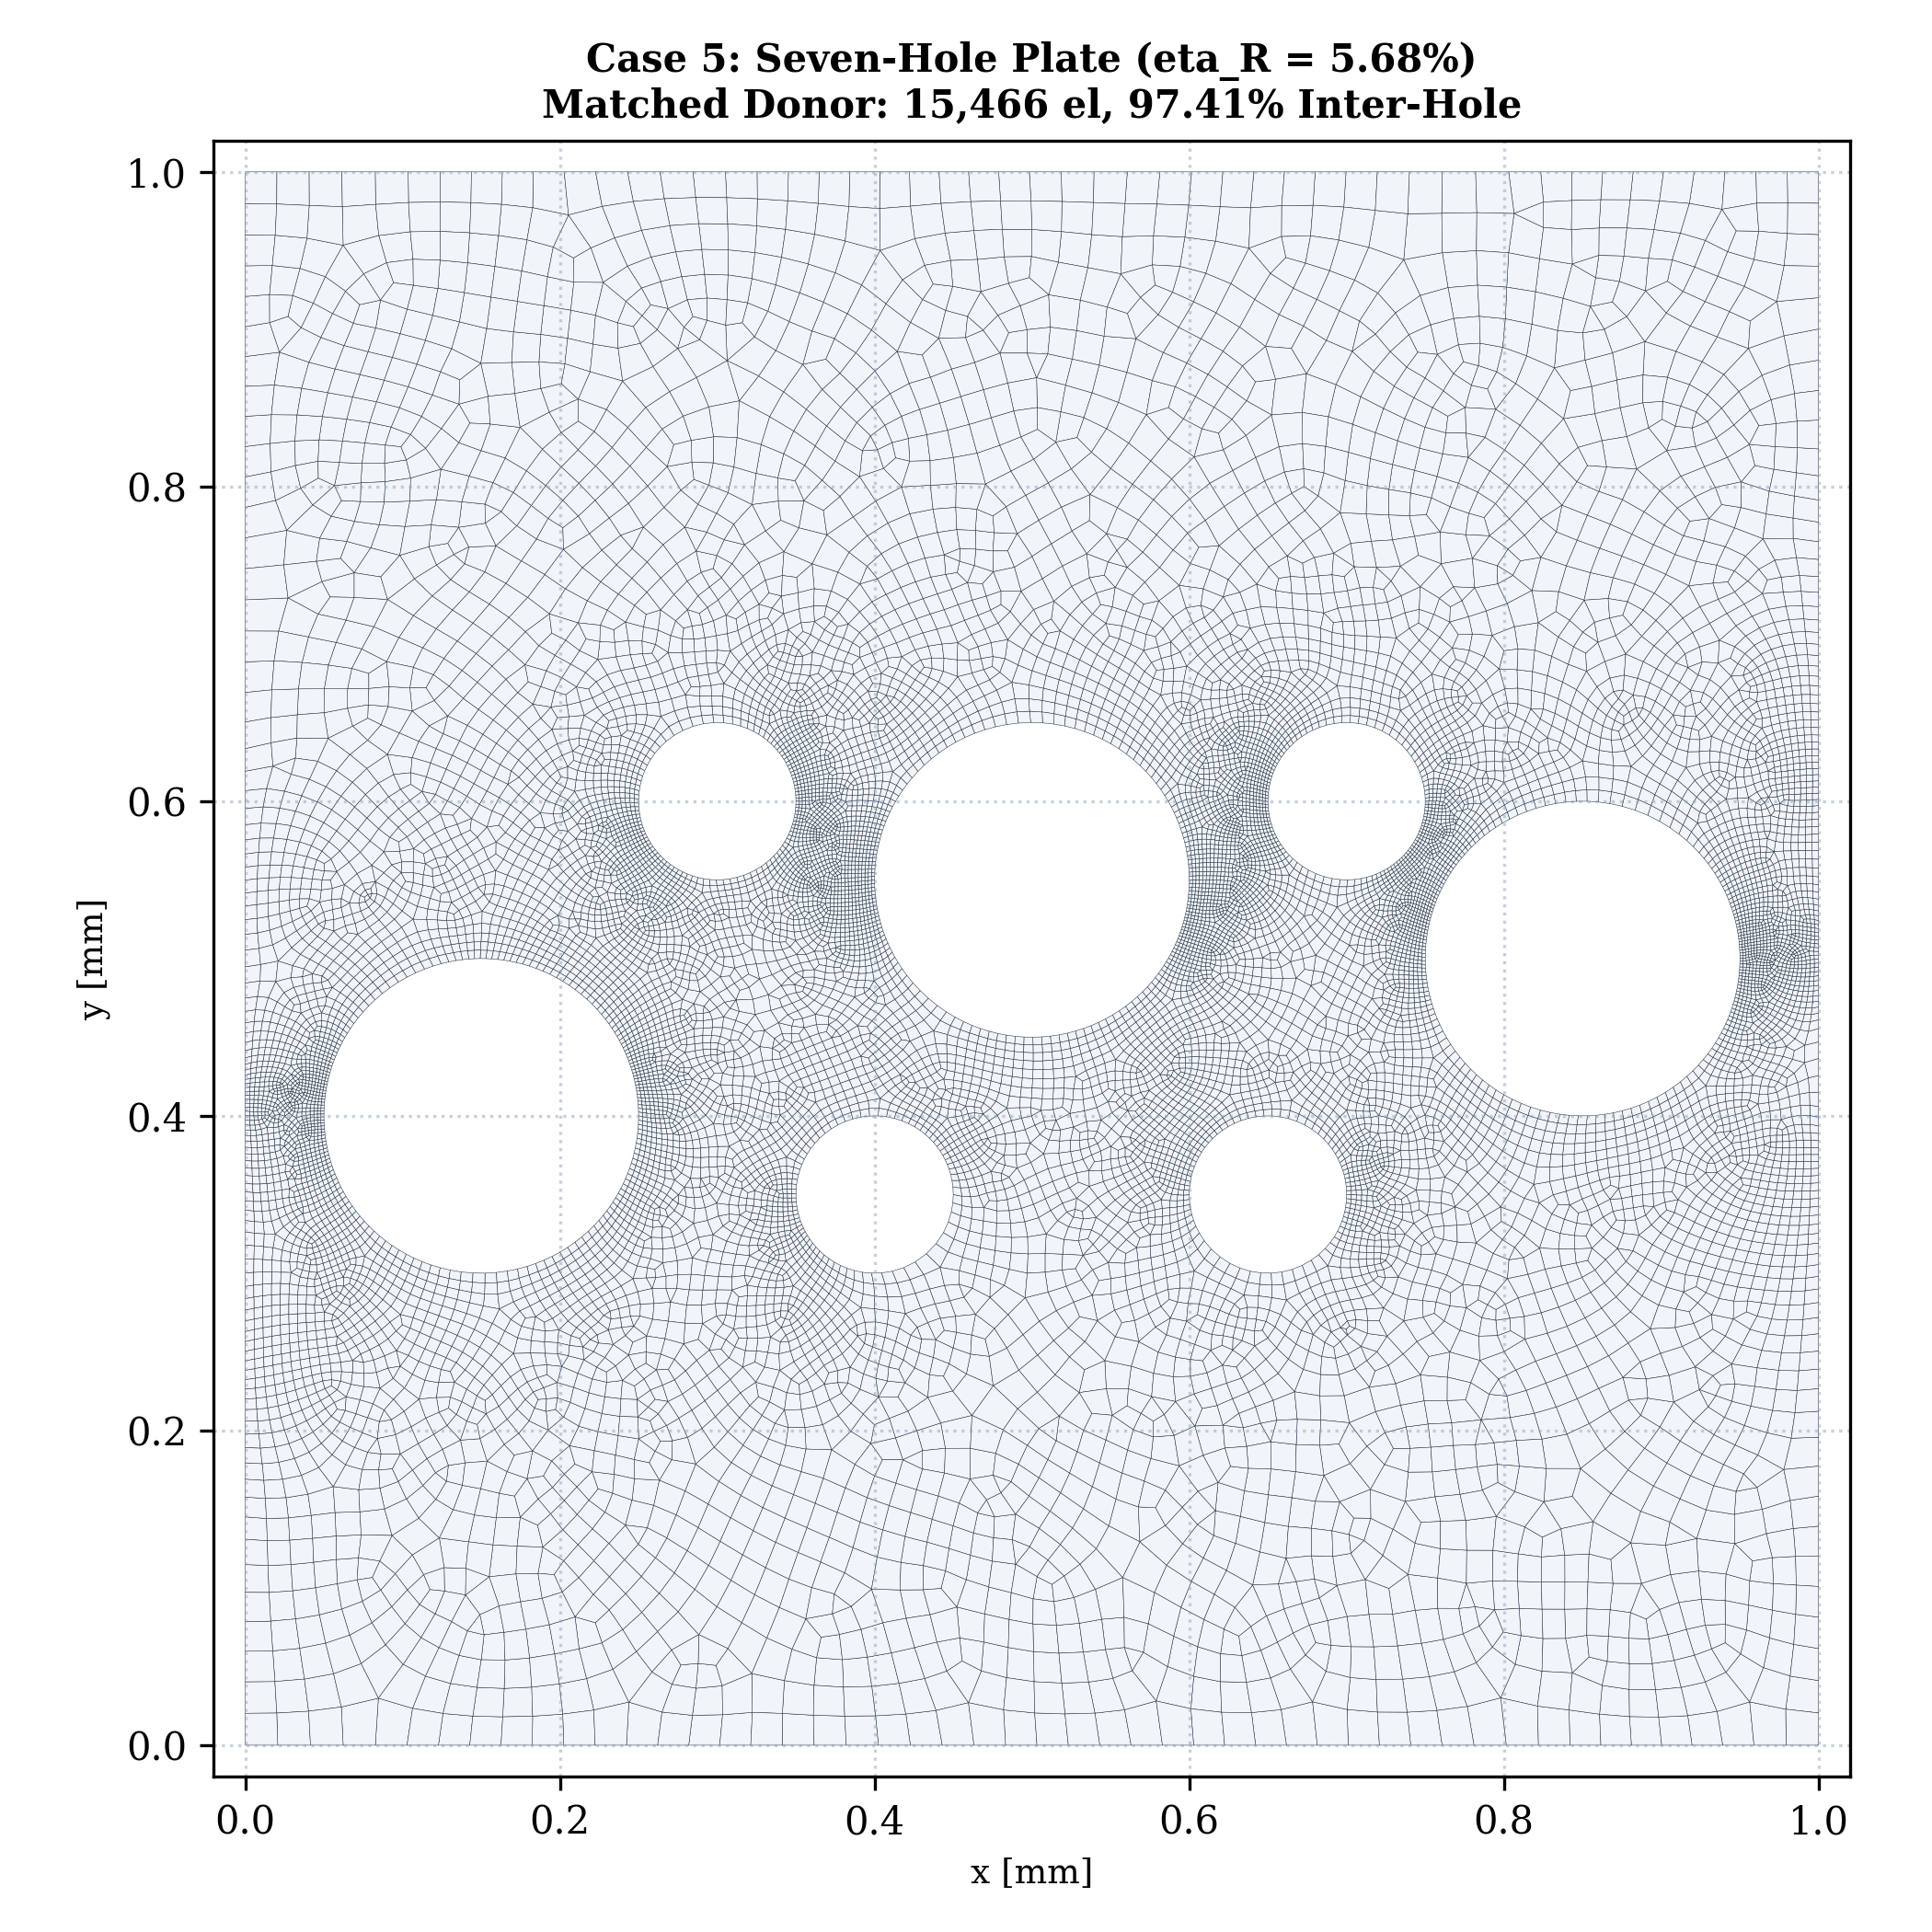 Case 5: Seven-Hole Plate (eta_R = 5.68%)
Matched Donor: 15,466 el, 97.41% Inter-Hole
1.0
0.8
0.6
0.4
0.2
0.0
y [mm]
0.0 0.2 0.4 0.6 0.8 1.0
x [mm]